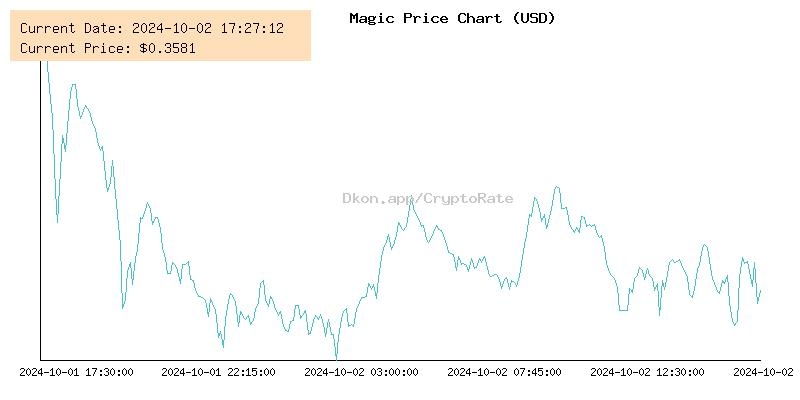 Magic Price Chart (USD)
Current Date: 2024-10-02 17:27:12
Current Price: $0.3581
Dkon.app/CryptoRate
2024-10-01 17:30:00 2024-10-01 22:15:00 2024-10-02 03:00:00 2024-10-02 07:45:00 2024-10-02 12:30:00 2024-10-02